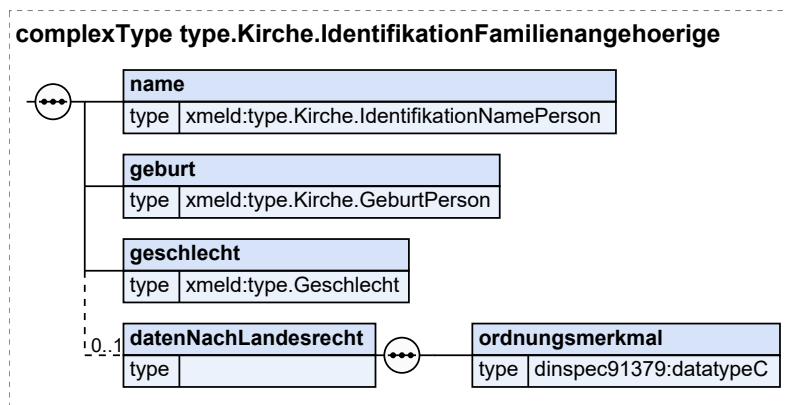 complexType type.Kirche.IdentifikationFamilienangehoerige
name
type xmeld:type.Kirche.IdentifikationNamePerson
geburt
type xmeld:type.Kirche.GeburtPerson
geschlecht
type xmeld:type.Geschlecht
0..1
datenNachLandesrecht
type
ordnungsmerkmal
type dinspec91379:datatypeC